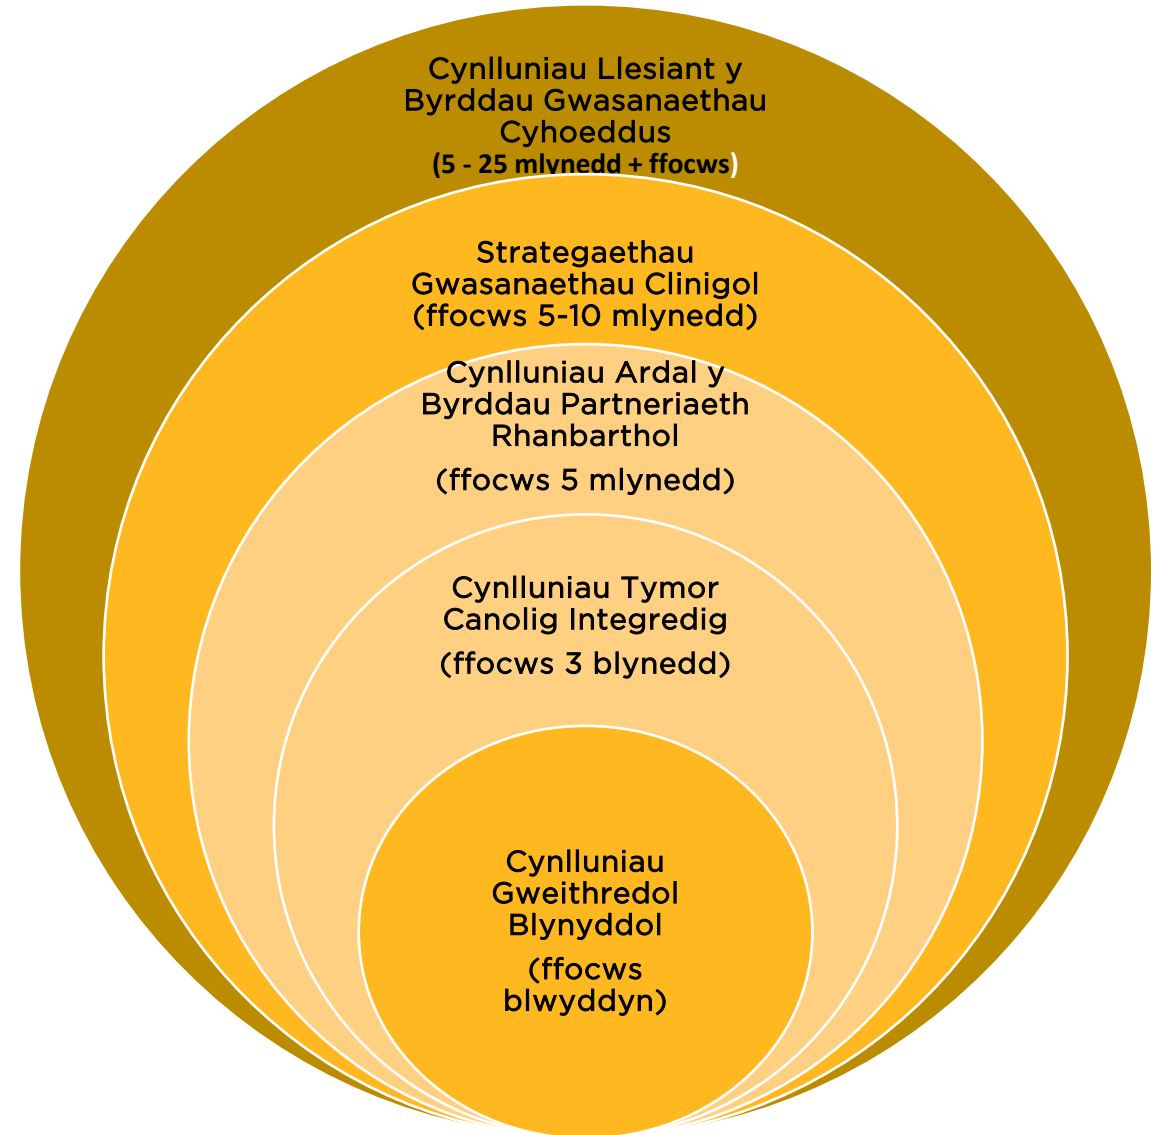 Cynlluniau Llesiant y
Byrddau Gwasanaethau
Cyhoeddus
(5 - 25 mlynedd + ffocws)
Strategaethau
Gwasanaethau Clinigol
(ffocws 5-10 mlynedd)
Cynlluniau Ardal y
Byrddau Partneriaeth
Rhanbarthol
(ffocws 5 mlynedd)
Cynlluniau Tymor
Canolig Integredig
(ffocws 3 blynedd)
Cynlluniau
Gweithredol
Blynyddol
(ffocws
blwyddyn)